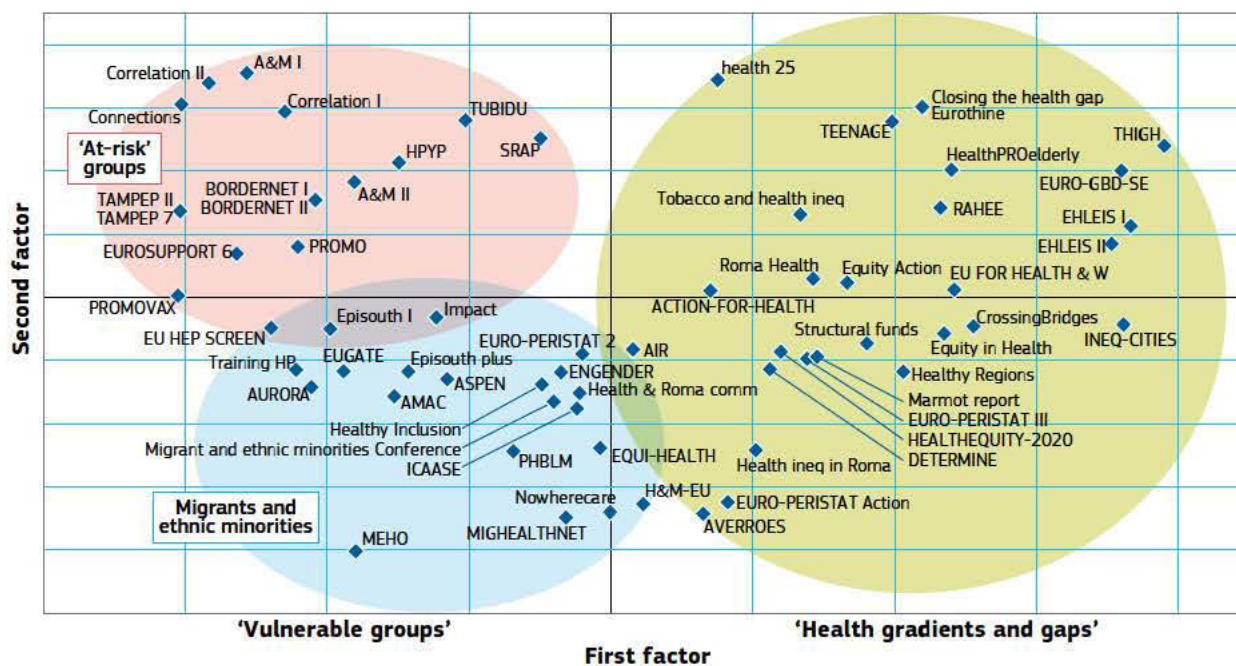 Correlation II
A&M I
Connections
Correlation I
TUBIDU
SRAP
'At-risk'
groups
HPYP
TAMPEP II
TAMPEP 7
BORDERNET I
BORDERNET II
A&M II
EUROSUPPORT 6
PROMO
PROMOVAX
health 25
Closing the health gap
Eurothine
TEENAGE
THIGH
HealthPROelderly
EURO-GBD-SE
Tobacco and health ineq
RAHEE
EHLEIS I
EHLEIS II
Roma Health
Equity Action
EU FOR HEALTH & W
ACTION-FOR-HEALTH
EU HEP SCREEN
Episouth I
Impact
Training HP
EUGATE
Episouth plus
EURO-PERISTAT 2
AIR
AURORA
AMAC
ASPEN
ENGENDER
Health & Roma comm
Healthy Inclusion
Migrant and ethnic minorities Conference
ICAASE
PHBLM
EQUI-HEALTH
Structural funds
CrossingBridges
Equity in Health
INEQ-CITIES
Healthy Regions
Marmot report
EURO-PERISTAT III
HEALTHEQUITY-2020
DETERMINE
Health ineq in Roma
Migrants and
ethnic minorities
Nowherecare
H&M-EU
EURO-PERISTAT Action
MIGHEALTHNET
AVERROES
MEHO
Second factor
'Vulnerable groups'
'Health gradients and gaps'
First factor